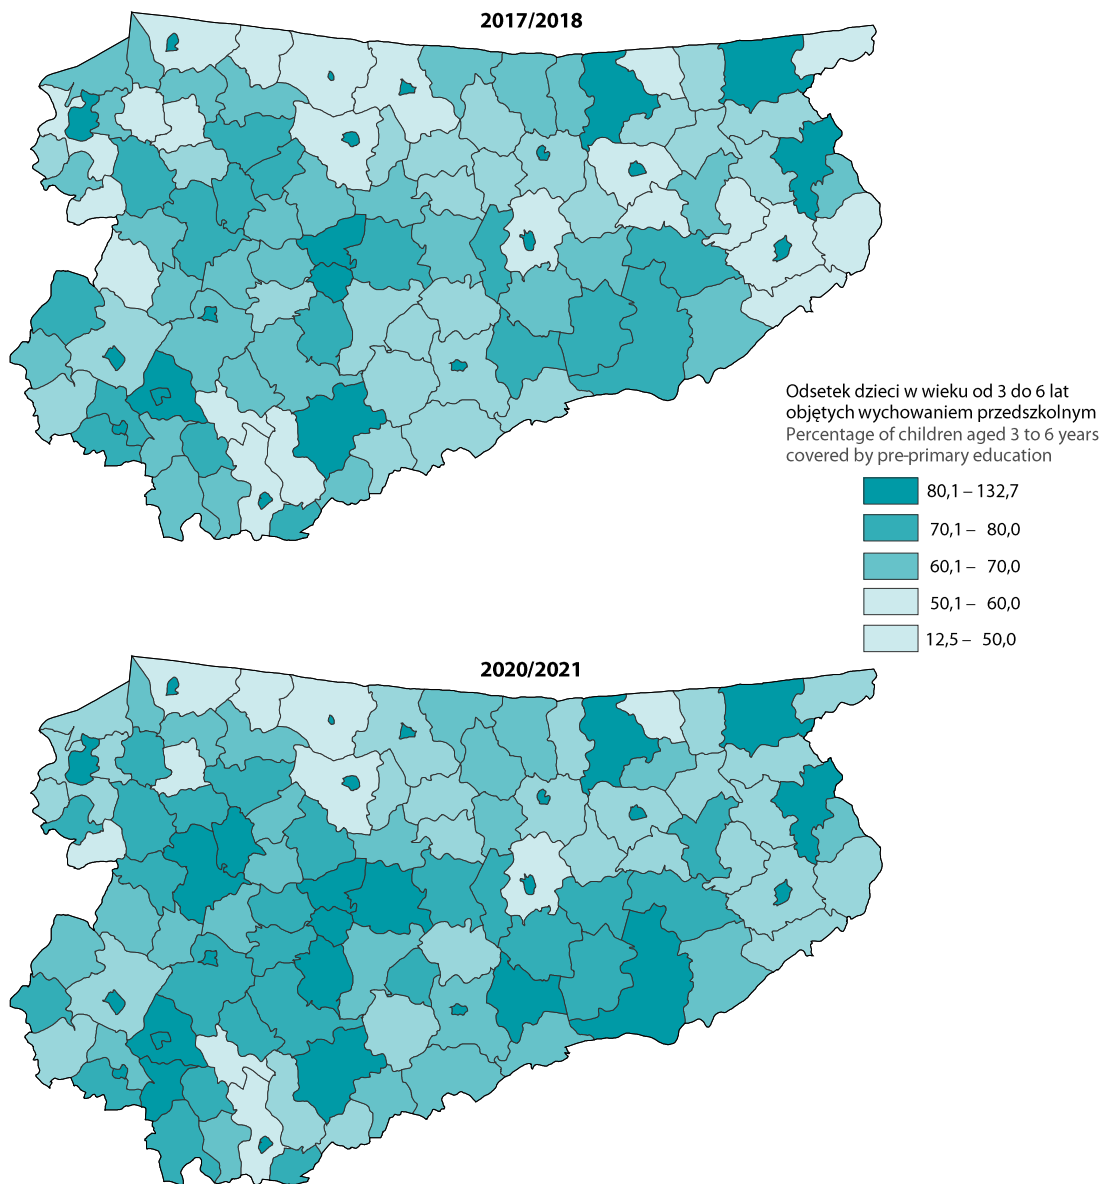 2017/2018
Odsetek dzieci w wieku od 3 do 6 lat
objętych wychowaniem przedszkolnym
Percentage of children aged 3 to 6 years
covered by pre-primary education
80,1 – 132,7
70,1 – 80,0
60,1 – 70,0
50,1 – 60,0
12,5 – 50,0
2020/2021